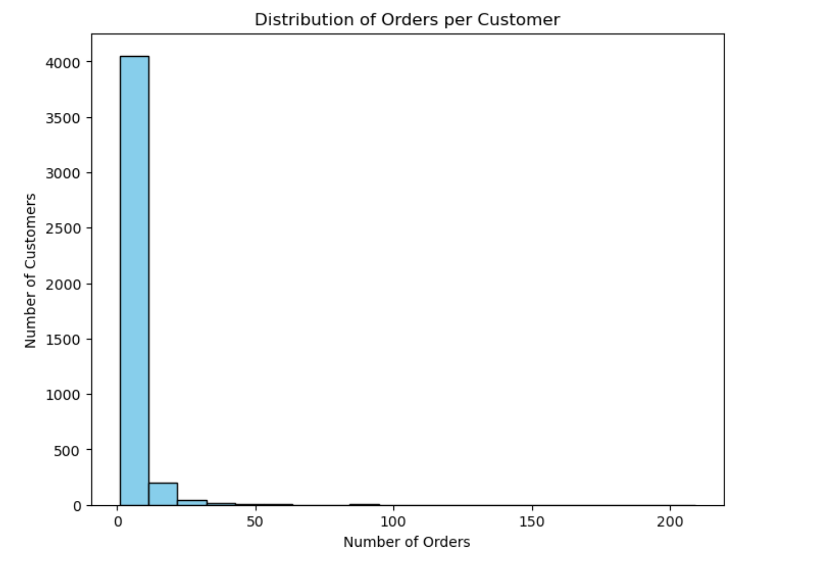 Distribution of Orders per Customer
4000
3500
3000
2500
2000
1500
1000
500
0
Number of Customers
0 50 100 150 200
Number of Orders